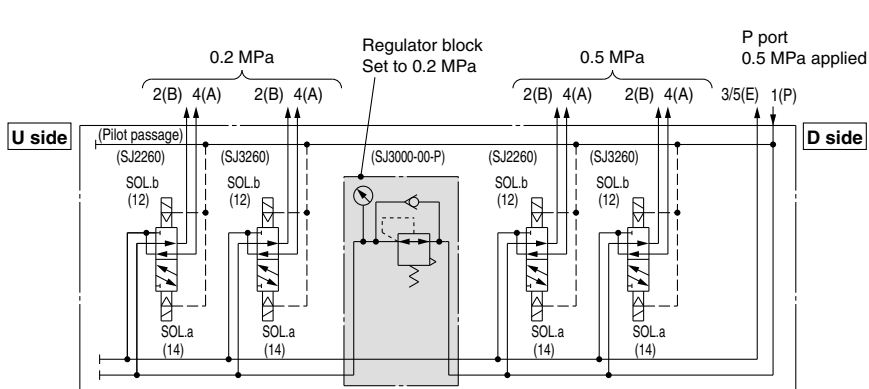 P port
0.5 MPa applied
Regulator block
Set to 0.2 MPa
0.2 MPa
0.5 MPa
2(B) 4(A) 2(B) 4(A) 2(B) 4(A) 2(B) 4(A) 3/5(E) 1(P)
U side
D side
(Pilot passage)
(SJ2260) (SJ3260) (SJ3000-00-P) (SJ2260) (SJ3260)
SOL.b SOL.b SOL.b SOL.b
(12) (12) (12) (12)
SOL.a SOL.a SOL.a SOL.a
(14) (14) (14) (14)